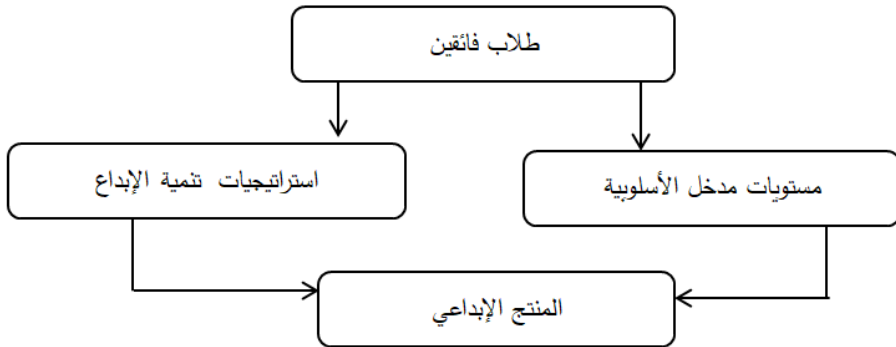 طلاب فائقين
مستويات مدخل الأسلوبية
استراتيجيات تنمية الإبداع
المنتج الإبداعي